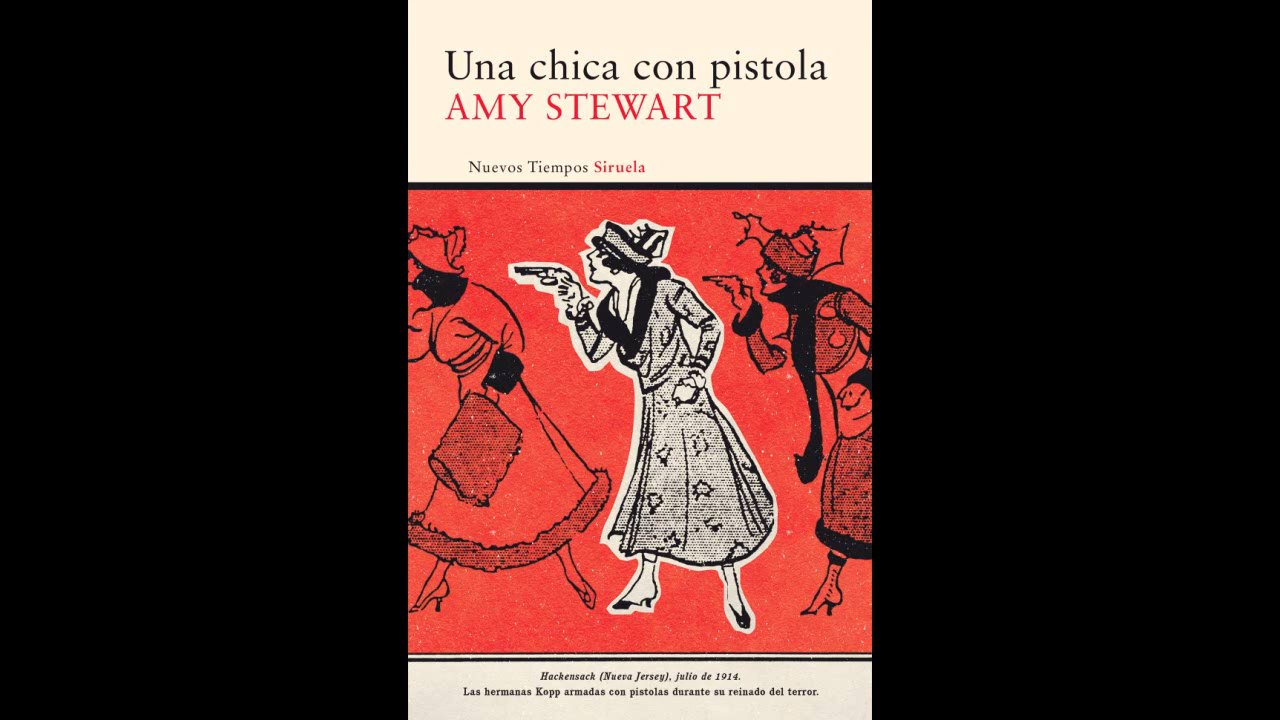 Una chica con pistola
AMY STEWART
Nuevos Tiempos Siruela
Hackensack (Nueva Jersey), julio de 1914.
Las hermanas Kopp armadas con pistolas durante su reinado del terror.